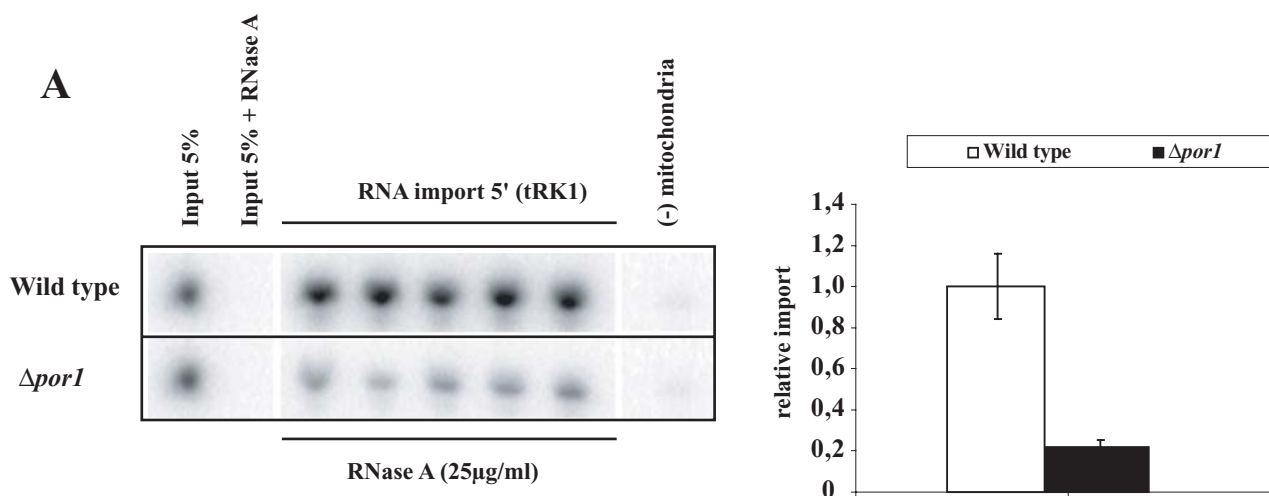 A
Input 5%
Input 5% + RNase A
RNA import 5' (tRK1)
(-) mitochondria
Wild type
Δpor1
RNase A (25µg/ml)
Wild type
Δpor1
relative import
1,4
1,2
1,0
0,8
0,6
0,4
0,2
0